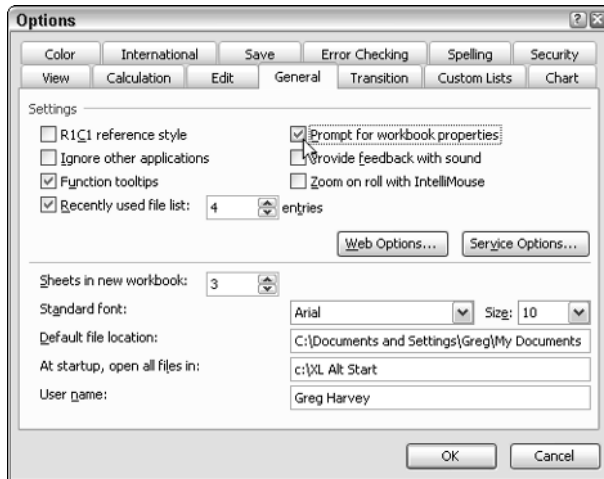 Options
Color International Save Error Checking Spelling Security
View Calculation Edit General Transition Custom Lists Chart
Settings
R1C1 reference style Prompt for workbook properties
Ignore other applications Provide feedback with sound
Function tooltips Zoom on roll with IntelliMouse
Recently used file list: 4 entries
Web Options... Service Options...
Sheets in new workbook: 3
Standard font: Arial Size: 10
Default file location: C:\Documents and Settings\Greg\My Documents
At startup, open all files in: c:\XL Alt Start
User name: Greg Harvey
OK Cancel